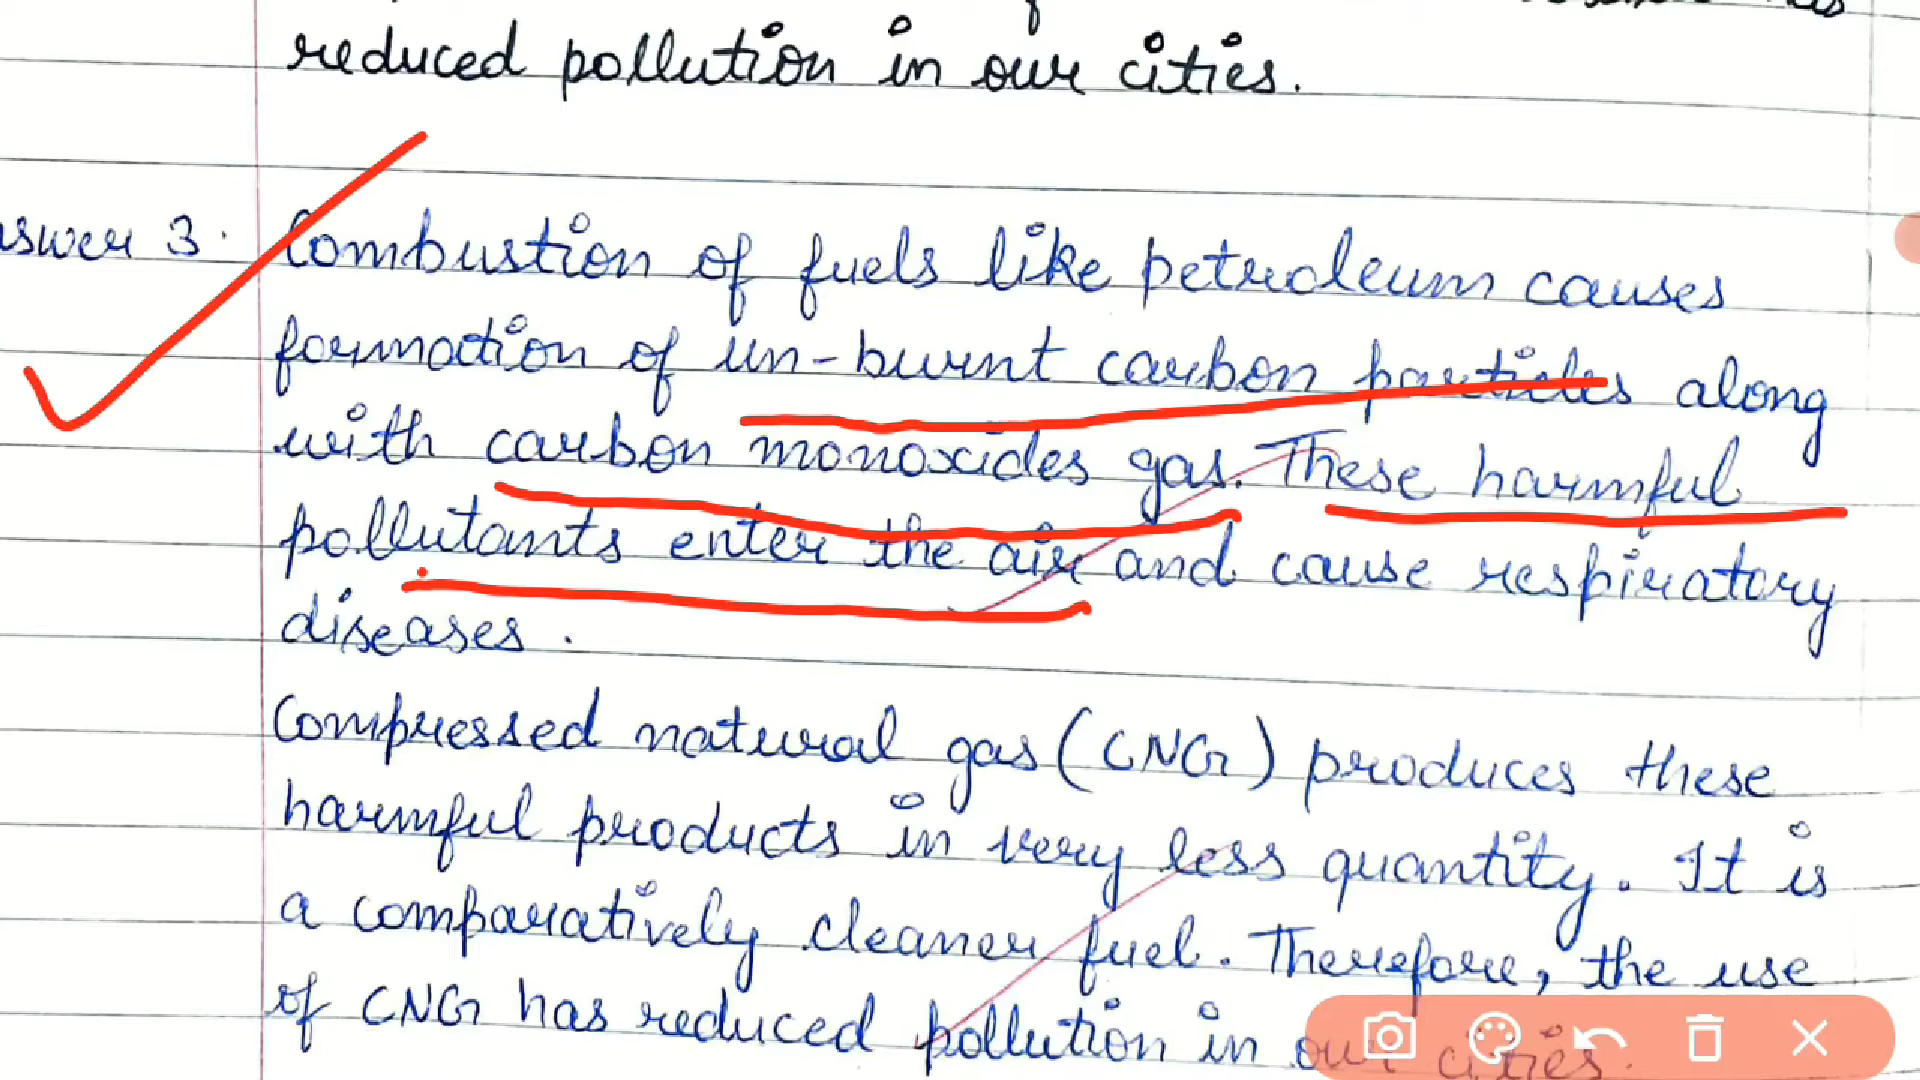 reduced pollution in our cities.
swer 3. Combustion of fuels like petroleum causes
formation of un-burnt carbon particles along
with carbon monoxides gas. These harmful
pollutants enter the air and cause respiratory
diseases.
Compressed natural gas (CNG) produces these
harmful products in very less quantity. It is
a comparatively cleaner fuel. Therefore, the use
of CNG has reduced pollution in our cities.